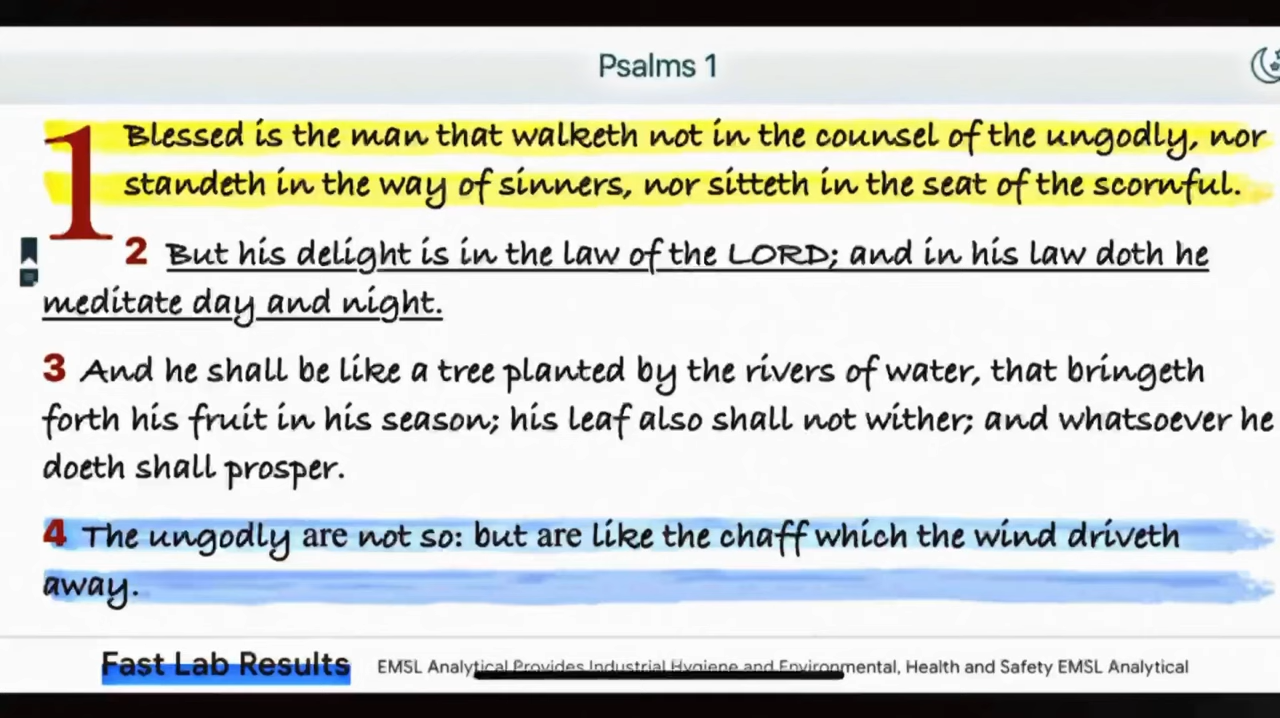 Psalms 1
1 Blessed is the man that walketh not in the counsel of the ungodly, nor
standeth in the way of sinners, nor sitteth in the seat of the scornful.
2 But his delight is in the law of the LORD; and in his law doth he
meditate day and night.
3 And he shall be like a tree planted by the rivers of water, that bringeth
forth his fruit in his season; his leaf also shall not wither; and whatsoever he
doeth shall prosper.
4 The ungodly are not so: but are like the chaff which the wind driveth
away.
Fast Lab Results EMSL Analytical Provides Industrial Hygiene and Environmental, Health and Safety EMSL Analytical